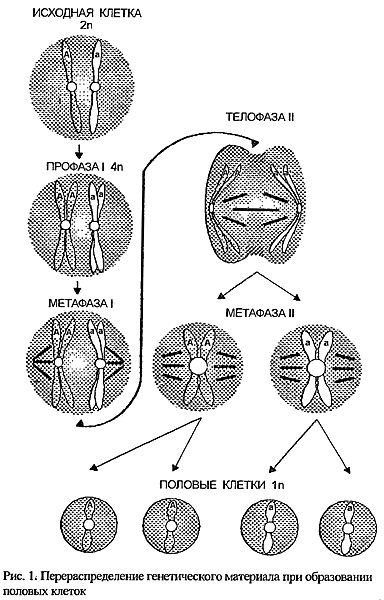 ИСХОДНАЯ КЛЕТКА
2n
A a
ПРОФАЗА I 4n
A A a a
МЕТАФАЗА I
A A a a
ТЕЛОФАЗА II
МЕТАФАЗА II
A A a a
ПОЛОВЫЕ КЛЕТКИ 1n
A A a a
Рис. 1. Перераспределение генетического материала при образовании
половых клеток